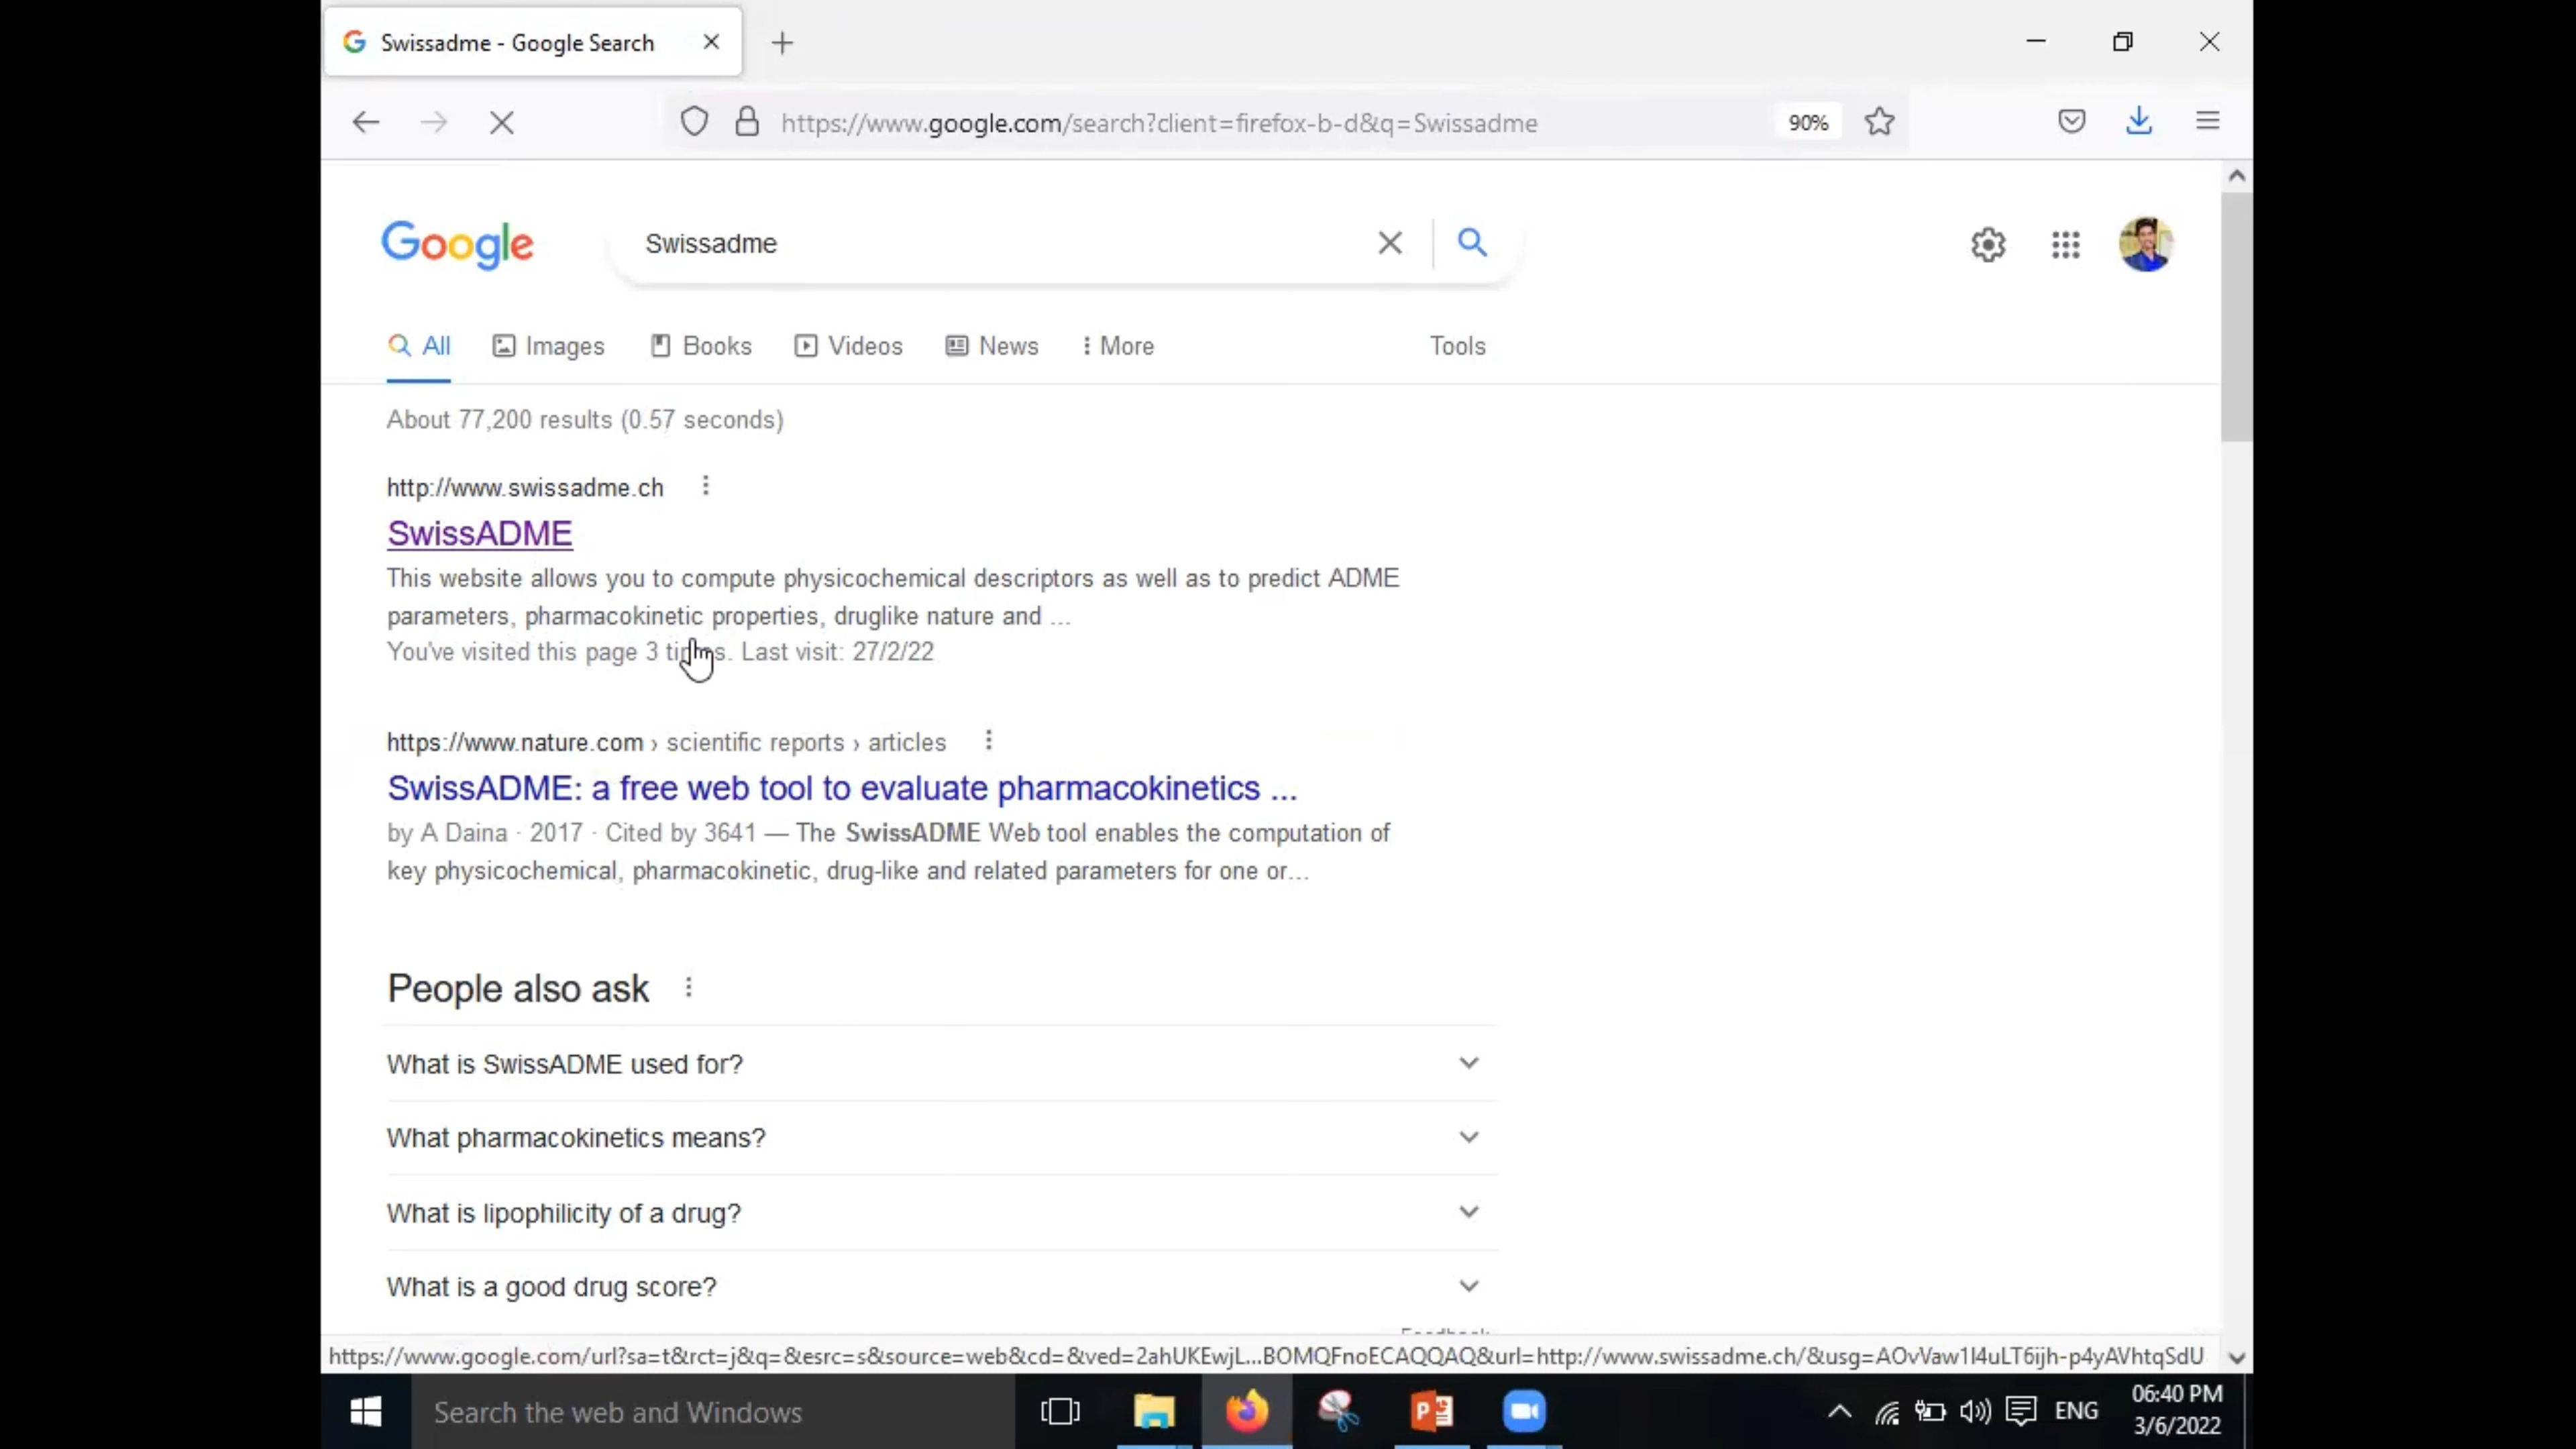 Swissadme - Google Search
https://www.google.com/search?client=firefox-b-d&q=Swissadme
90%
Google
Swissadme
All
Images
Books
Videos
News
More
Tools
About 77,200 results (0.57 seconds)
http://www.swissadme.ch
SwissADME
This website allows you to compute physicochemical descriptors as well as to predict ADME
parameters, pharmacokinetic properties, druglike nature and ...
You've visited this page 3 times. Last visit: 27/2/22
https://www.nature.com › scientific reports › articles
SwissADME: a free web tool to evaluate pharmacokinetics ...
by A Daina · 2017 · Cited by 3641 — The SwissADME Web tool enables the computation of
key physicochemical, pharmacokinetic, drug-like and related parameters for one or...
People also ask
What is SwissADME used for?
What pharmacokinetics means?
What is lipophilicity of a drug?
What is a good drug score?
Feedback
https://www.google.com/url?sa=t&rct=j&q=&esrc=s&source=web&cd=&ved=2ahUKEwjL...BOMQFnoECAQQAQ&url=http://www.swissadme.ch/&usg=AOvVaw1l4uLT6ijh-p4yAVhtqSdU
Search the web and Windows
ENG
06:40 PM
3/6/2022